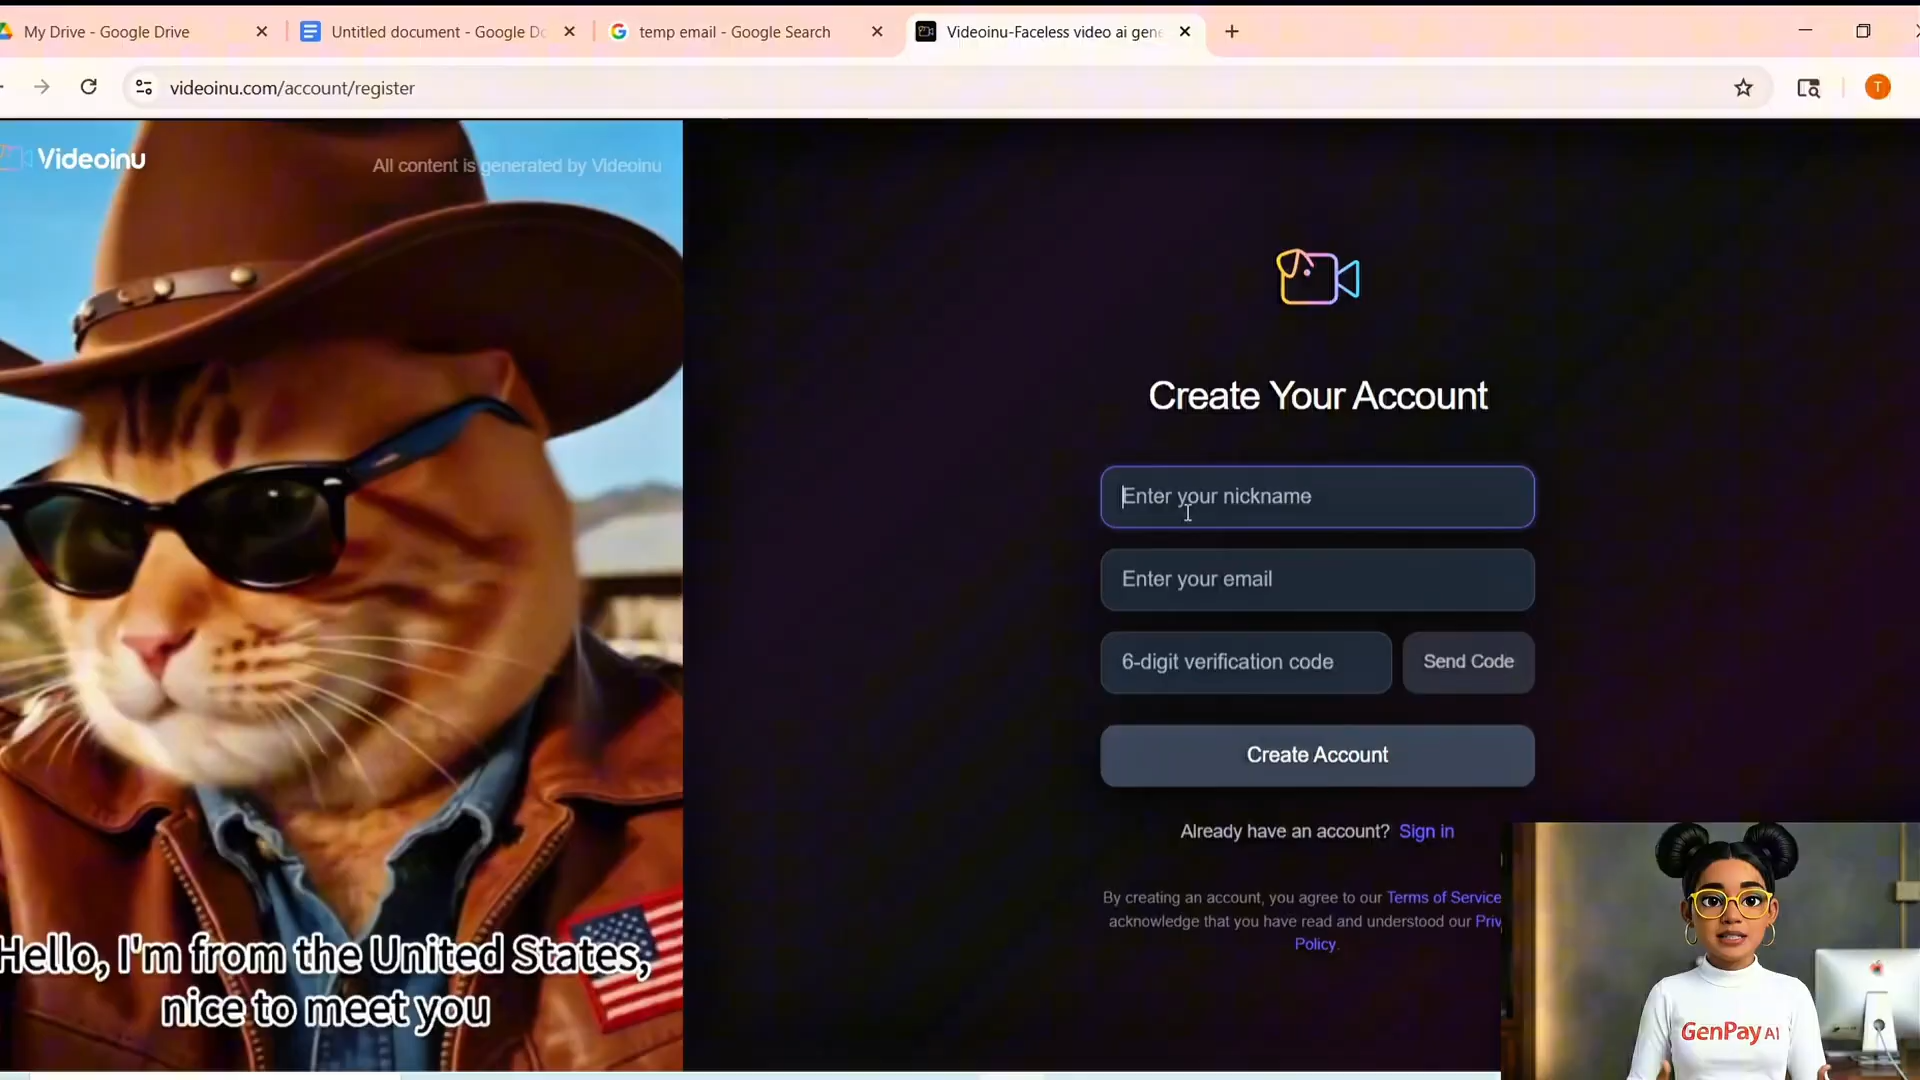 My Drive - Google Drive
Untitled document - Google Do
temp email - Google Search
Videoinu-Faceless video ai gene
videoinu.com/account/register
T
Videoinu
All content is generated by Videoinu
Hello, I'm from the United States,
nice to meet you
Create Your Account
Enter your nickname
Enter your email
6-digit verification code
Send Code
Create Account
Already have an account? Sign in
By creating an account, you agree to our Terms of Service
acknowledge that you have read and understood our Priv
Policy.
GenPay AI